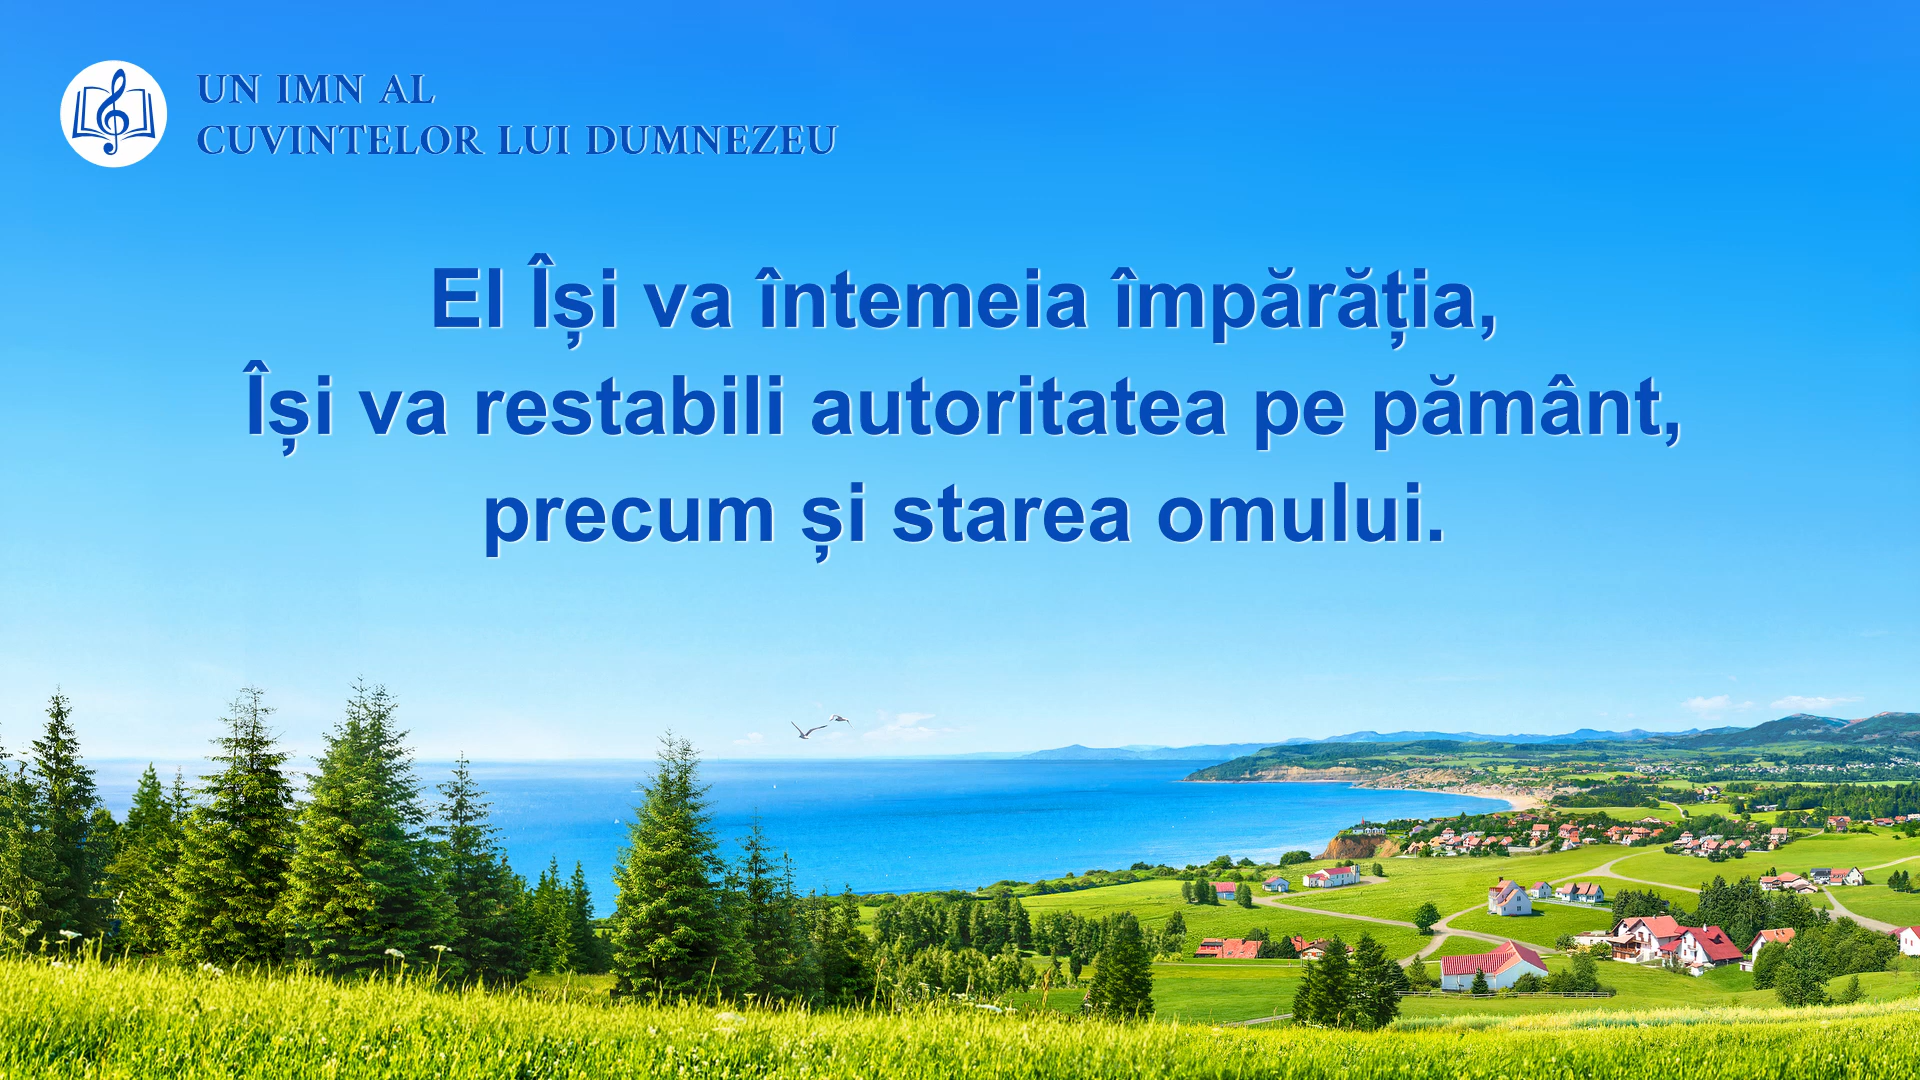 UN IMN AL
CUVINTELOR LUI DUMNEZEU
El Își va întemeia împărăția,
Își va restabili autoritatea pe pământ,
precum și starea omului.